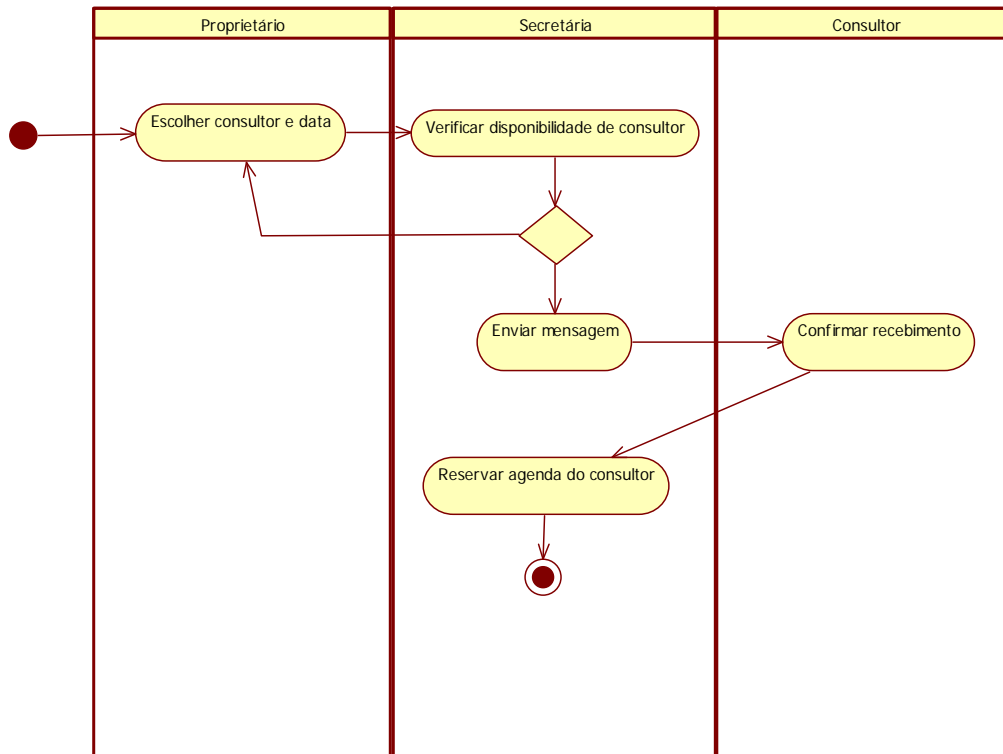 Proprietário
Secretária
Consultor
Escolher consultor e data
Verificar disponibilidade de consultor
Enviar mensagem
Confirmar recebimento
Reservar agenda do consultor